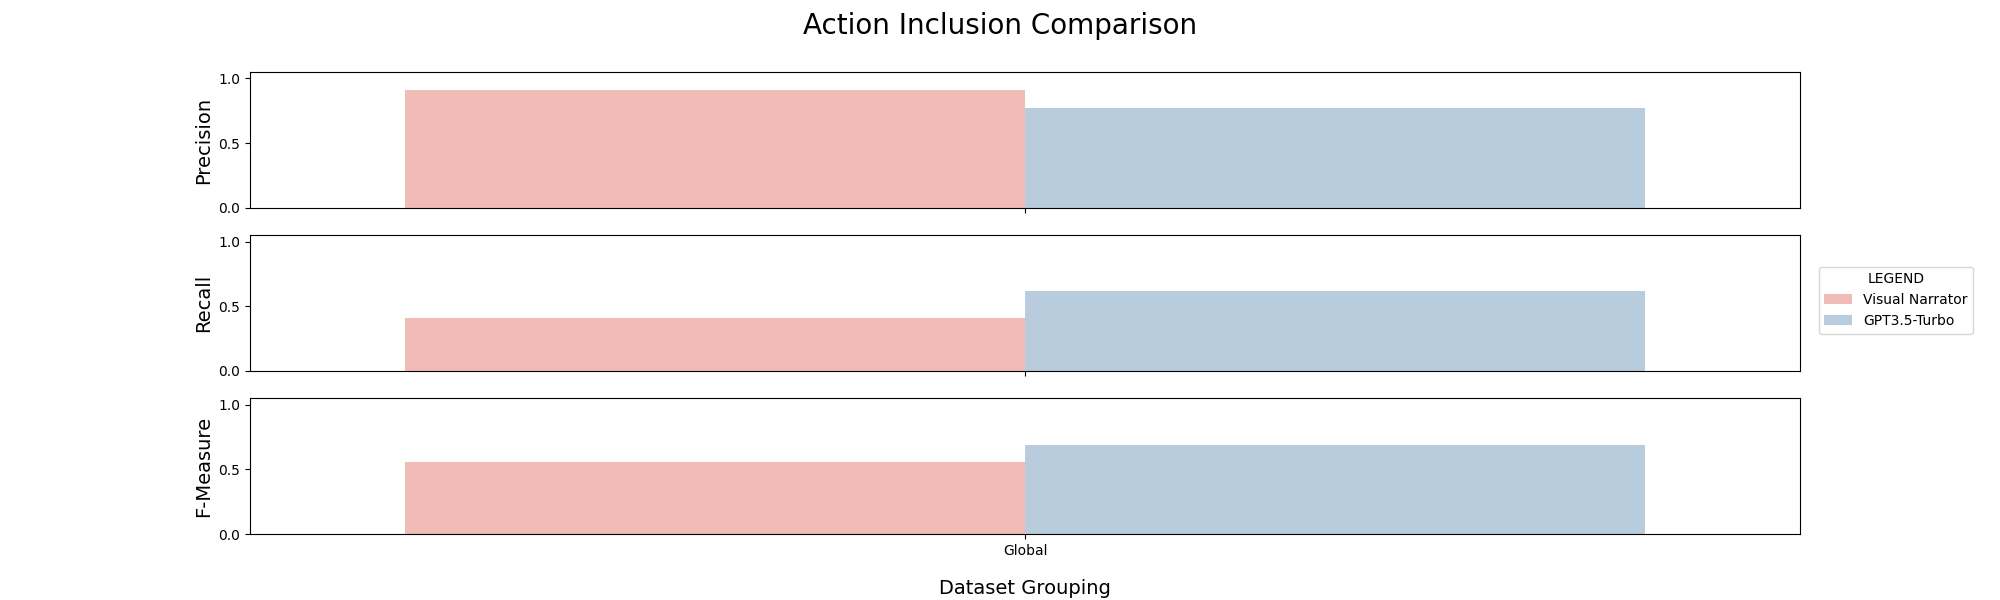 Action Inclusion Comparison
Precision
1.0
0.5
0.0
Recall
1.0
0.5
0.0
F-Measure
1.0
0.5
0.0
Global
Dataset Grouping
LEGEND
Visual Narrator
GPT3.5-Turbo